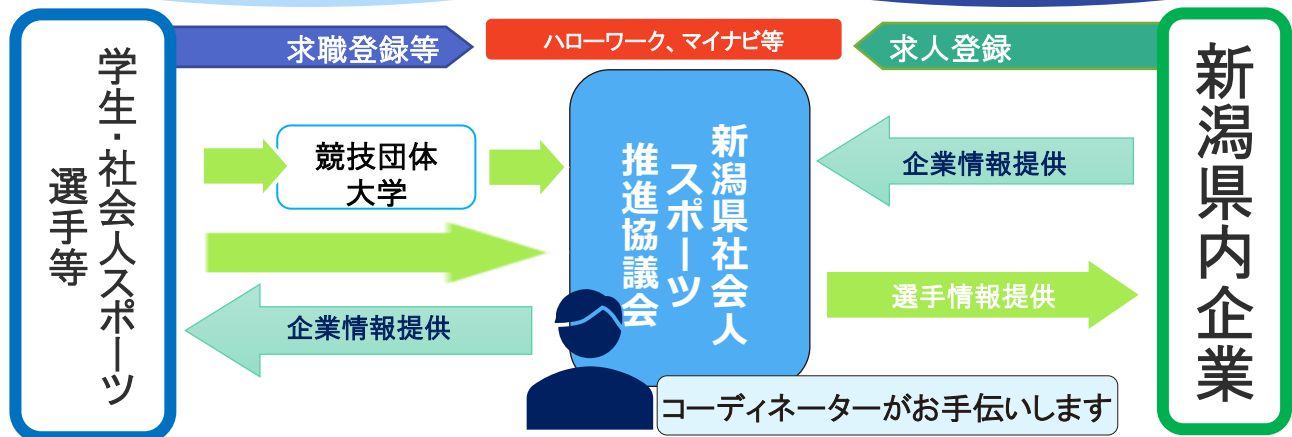 学生・社会人スポーツ
選手等
求職登録等
ハローワーク、マイナビ等
求人登録
新潟県内企業
競技団体
大学
新潟県社会人
スポーツ
推進協議会
企業情報提供
企業情報提供
選手情報提供
コーディネーターがお手伝いします